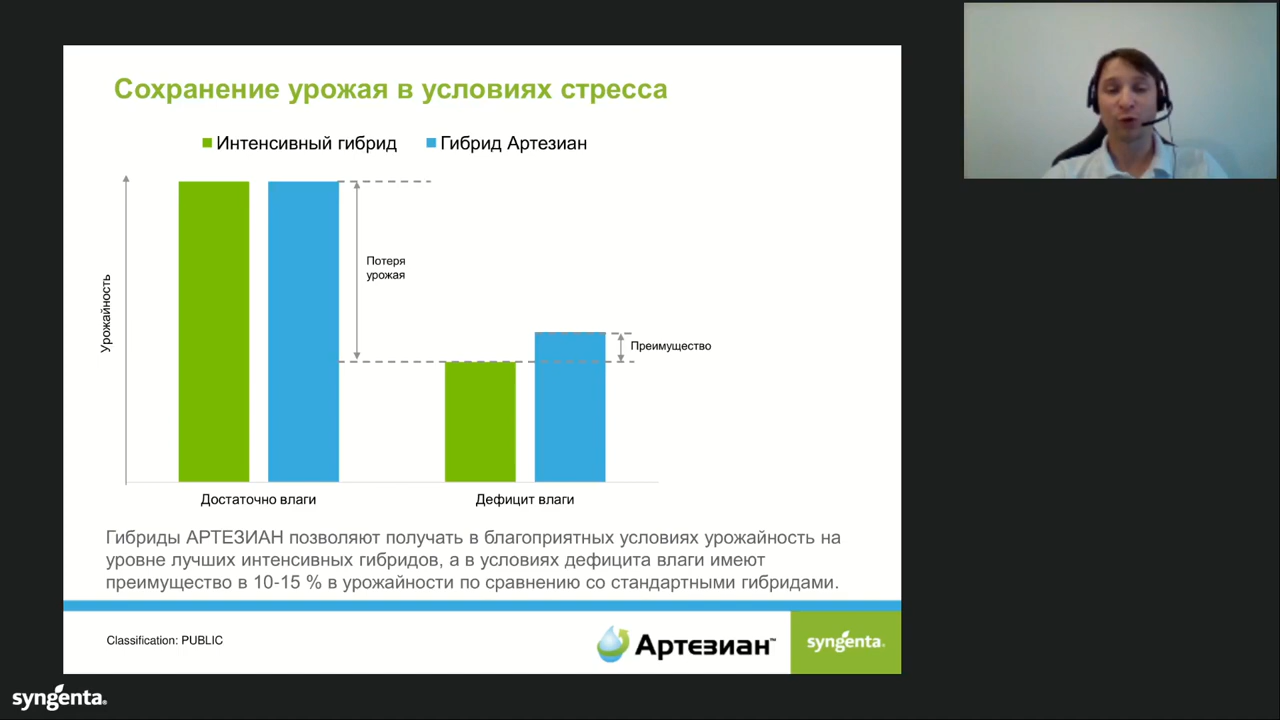 Сохранение урожая в условиях стресса
Интенсивный гибрид
Гибрид Артезиан
Урожайность
Потеря
урожая
Преимущество
Достаточно влаги
Дефицит влаги
Гибриды АРТЕЗИАН позволяют получать в благоприятных условиях урожайность на
уровне лучших интенсивных гибридов, а в условиях дефицита влаги имеют
преимущество в 10-15 % в урожайности по сравнению со стандартными гибридами.
Classification: PUBLIC
Артезиан™
syngenta.
syngenta.